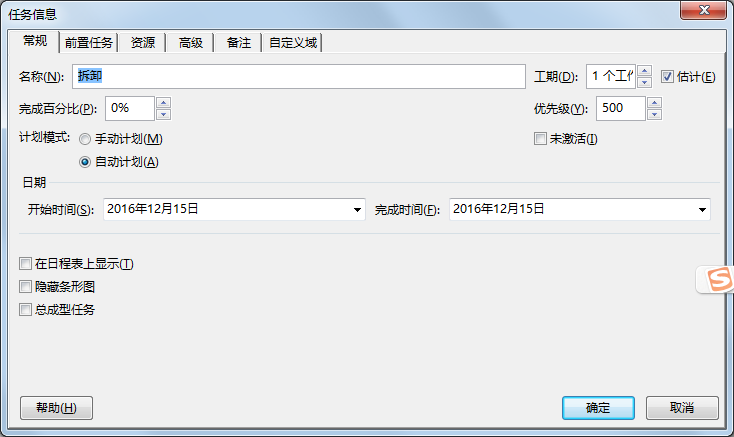 任务信息
常规 前置任务 资源 高级 备注 自定义域
名称(N): 拆卸 工期(D): 1 个工作 估计(E)
完成百分比(P): 0% 优先级(Y): 500
计划模式: 手动计划(M) 未激活(I)
自动计划(A)
日期
开始时间(S): 2016年12月15日 完成时间(F): 2016年12月15日
在日程表上显示(T)
隐藏条形图
总成型任务
帮助(H) 确定 取消